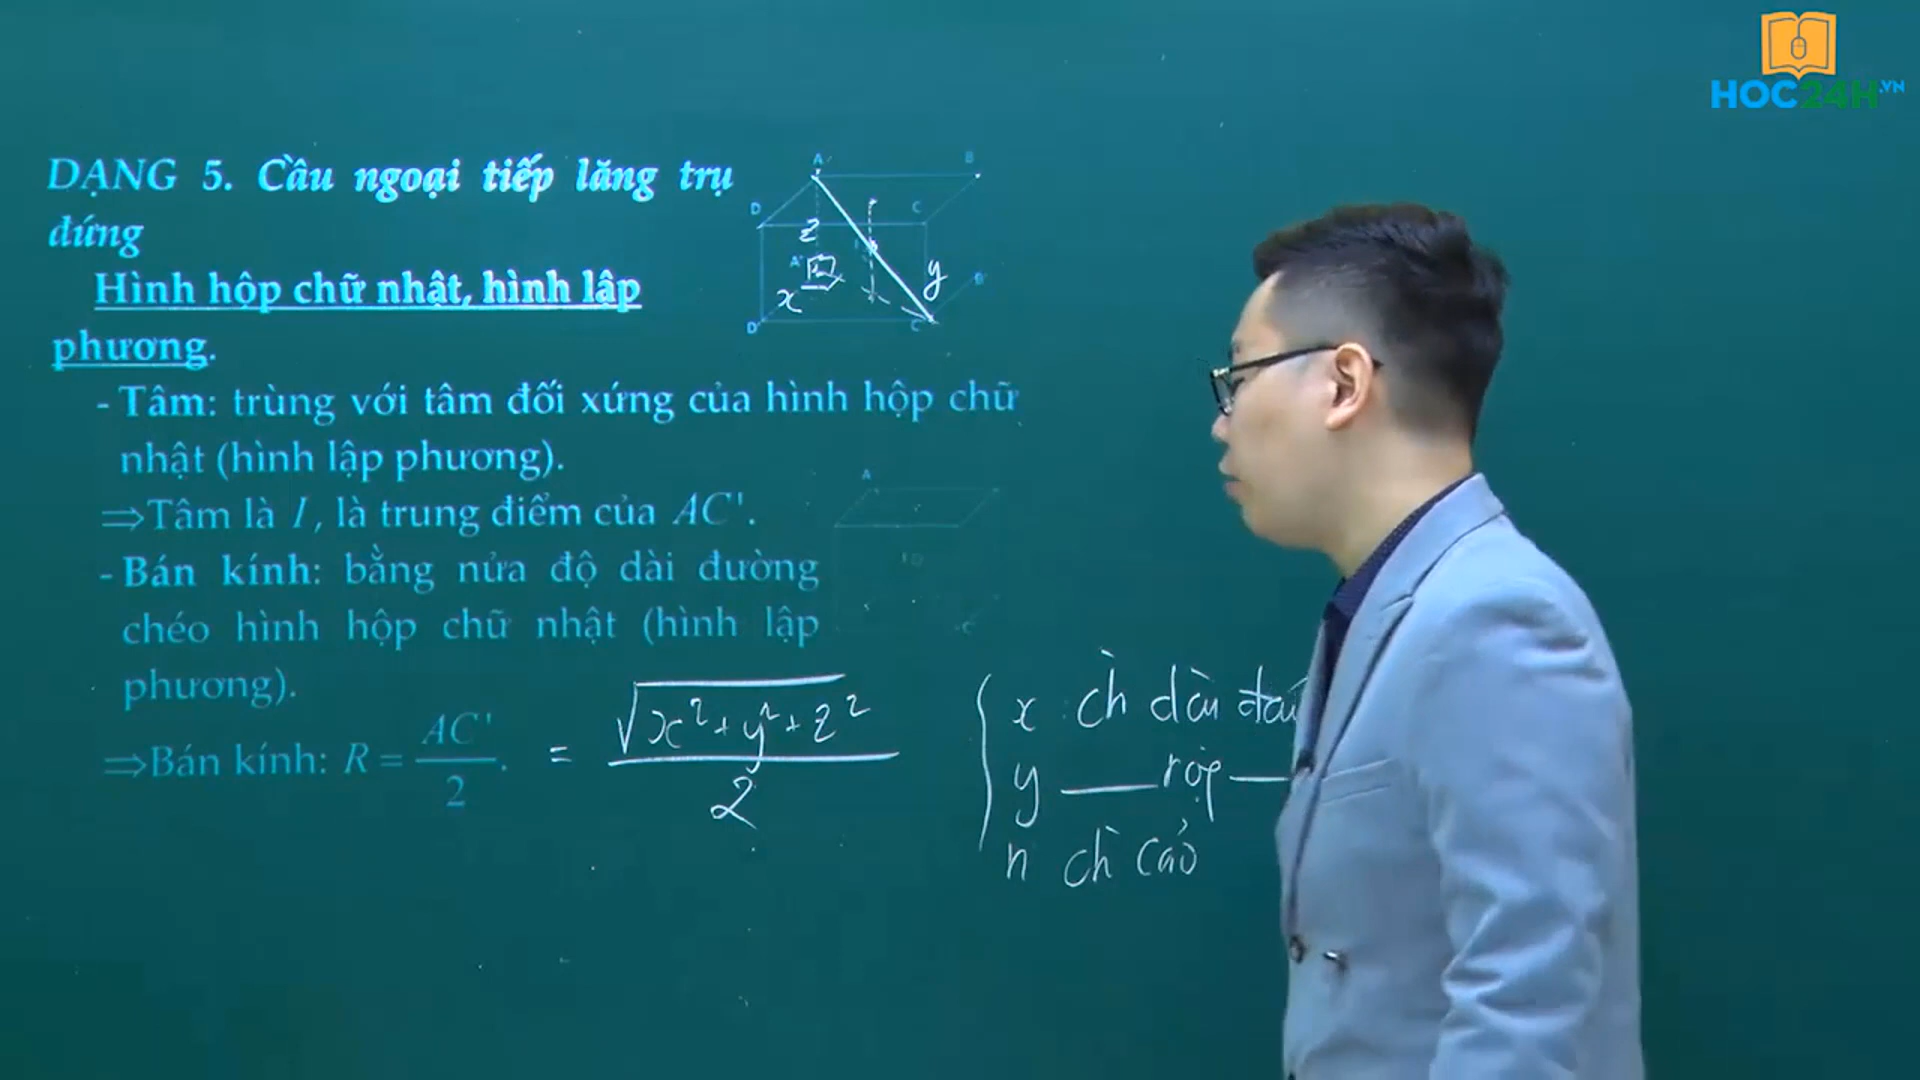 HOC24H.VN
DẠNG 5. Cầu ngoại tiếp lăng trụ
đứng
Hình hộp chữ nhật, hình lập
phương.
- Tâm: trùng với tâm đối xứng của hình hộp chữ
nhật (hình lập phương).
⇒Tâm là I, là trung điểm của AC'.
- Bán kính: bằng nửa độ dài đường
chéo hình hộp chữ nhật (hình lập
phương).
⇒Bán kính: R = AC'/2. = √(x²+y²+z²)/2
A B
D C
z
A' y B'
x
D' C'
A
C'
x : ch dài
y — rộng —
h ch cao